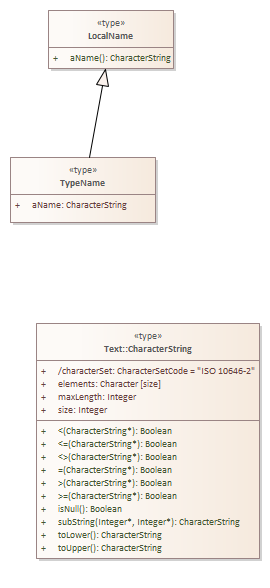 «type»
LocalName
+ aName(): CharacterString
«type»
TypeName
+ aName: CharacterString
«type»
Text::CharacterString
+ /characterSet: CharacterSetCode = "ISO 10646-2"
+ elements: Character [size]
+ maxLength: Integer
+ size: Integer
+ <(CharacterString*): Boolean
+ <=(CharacterString*): Boolean
+ <>(CharacterString*): Boolean
+ =(CharacterString*): Boolean
+ >(CharacterString*): Boolean
+ >=(CharacterString*): Boolean
+ isNull(): Boolean
+ subString(Integer*, Integer*): CharacterString
+ toLower(): CharacterString
+ toUpper(): CharacterString